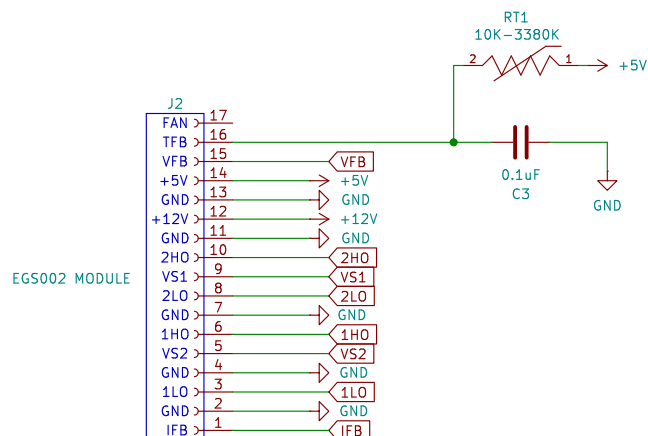 RT1
10K-3380K
2
1
+5V
J2
FAN 17
TFB 16
VFB 15 VFB
+5V 14 +5V
GND 13 GND
+12V 12 +12V
GND 11 GND
2HO 10 2HO
VS1 9 VS1
2LO 8 2LO
GND 7 GND
1HO 6 1HO
VS2 5 VS2
GND 4 GND
1LO 3 1LO
GND 2 GND
IFB 1 IFB
0.1uF
C3
GND
EGS002 MODULE